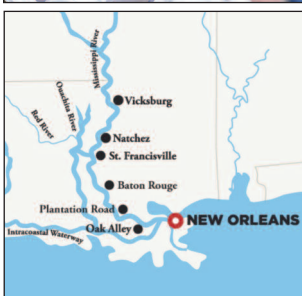 Mississippi River
Vicksburg
Ouachita River
Red River
Natchez
St. Francisville
Baton Rouge
Plantation Road
NEW ORLEANS
Oak Alley
Intracoastal Waterway